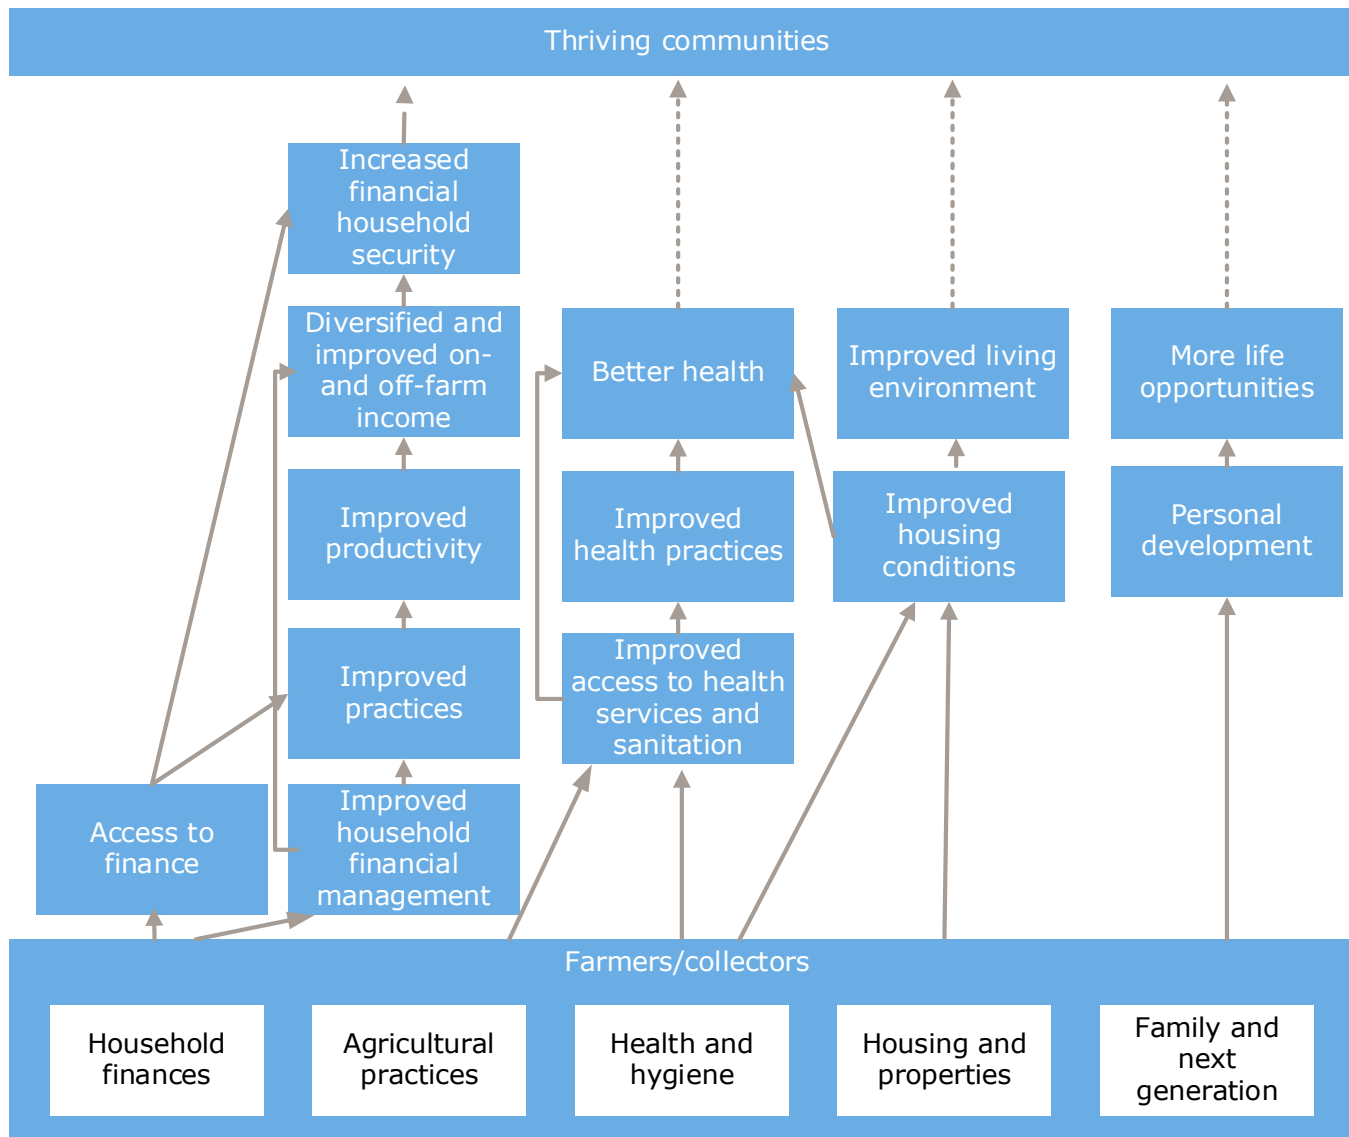 Thriving communities
Increased
financial
household
security
Diversified and
improved on-
and off-farm
income
Better health
Improved living
environment
More life
opportunities
Improved
productivity
Improved
health practices
Improved
housing
conditions
Personal
development
Improved
practices
Improved
access to health
services and
sanitation
Access to
finance
Improved
household
financial
management
Farmers/collectors
Household
finances
Agricultural
practices
Health and
hygiene
Housing and
properties
Family and
next
generation